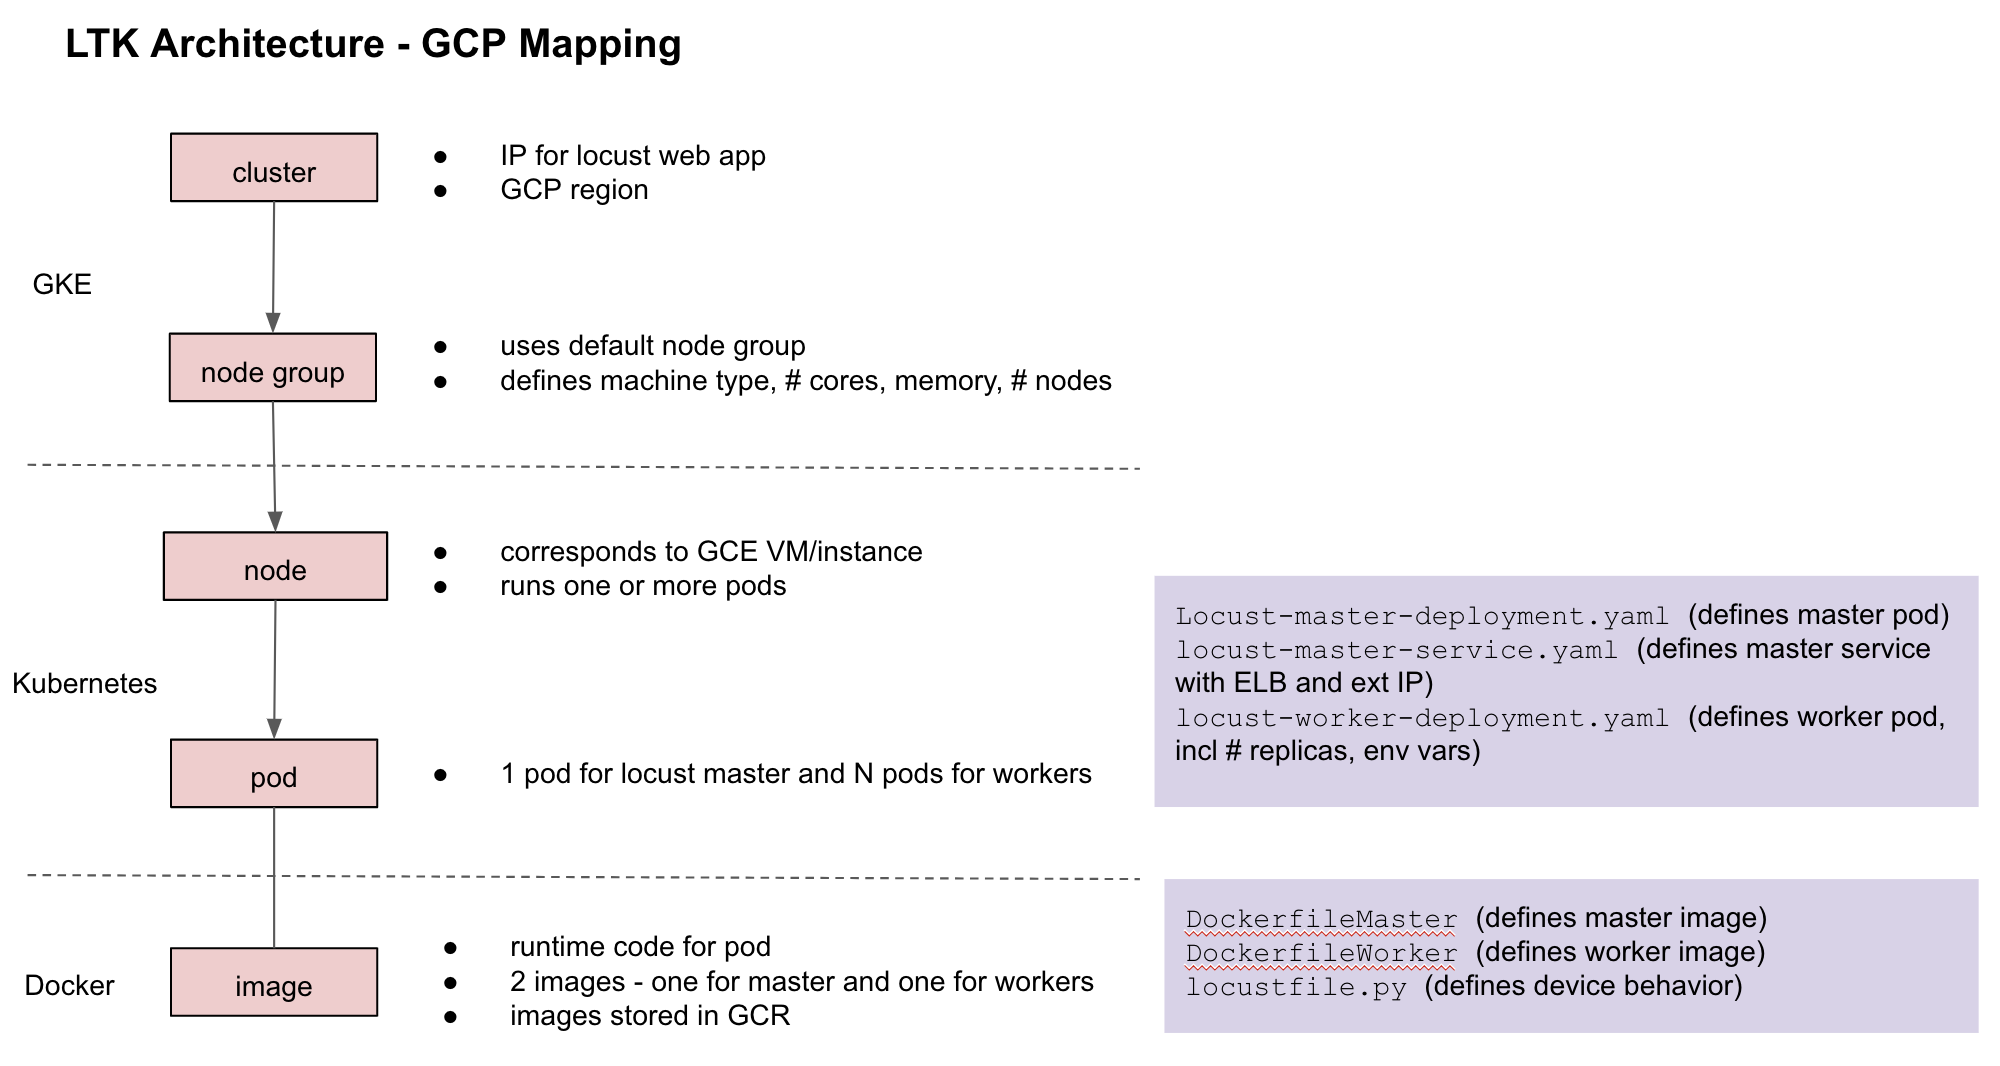 LTK Architecture - GCP Mapping
cluster
● IP for locust web app
● GCP region
GKE
node group
● uses default node group
● defines machine type, # cores, memory, # nodes
node
● corresponds to GCE VM/instance
● runs one or more pods
Kubernetes
pod
● 1 pod for locust master and N pods for workers
Locust-master-deployment.yaml (defines master pod)
locust-master-service.yaml (defines master service
with ELB and ext IP)
locust-worker-deployment.yaml (defines worker pod,
incl # replicas, env vars)
Docker
image
● runtime code for pod
● 2 images - one for master and one for workers
● images stored in GCR
DockerfileMaster (defines master image)
DockerfileWorker (defines worker image)
locustfile.py (defines device behavior)